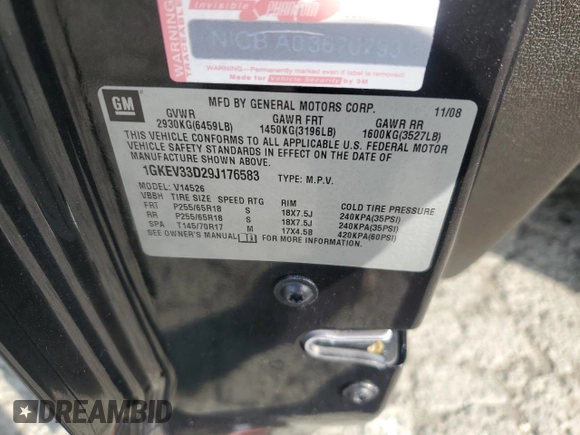 WARNING
Invisible PHANTOM
NICB A03676793
WARNING—Permanently marks even if label is removed
Made for Vehicle Security by 3M
GM
MFD BY GENERAL MOTORS CORP. 11/08
GVWR GAWR FRT GAWR RR
2930KG(6459LB) 1450KG(3196LB) 1600KG(3527LB)
THIS VEHICLE CONFORMS TO ALL APPLICABLE U.S. FEDERAL MOTOR
VEHICLE SAFETY STANDARDS IN EFFECT ON THE DATE OF
MANUFACTURE SHOWN ABOVE.
1GKEV33D29J176583 TYPE: M.P.V.
MODEL: V14526
VBBH TIRE SIZE SPEED RTG RIM COLD TIRE PRESSURE
FRT P255/65R18 S 18X7.5J 240KPA(35PSI)
RR P255/65R18 S 18X7.5J 240KPA(35PSI)
SPA T145/70R17 M 17X4.5B 420KPA(60PSI)
SEE OWNER'S MANUAL FOR MORE INFORMATION.
DREAMBID